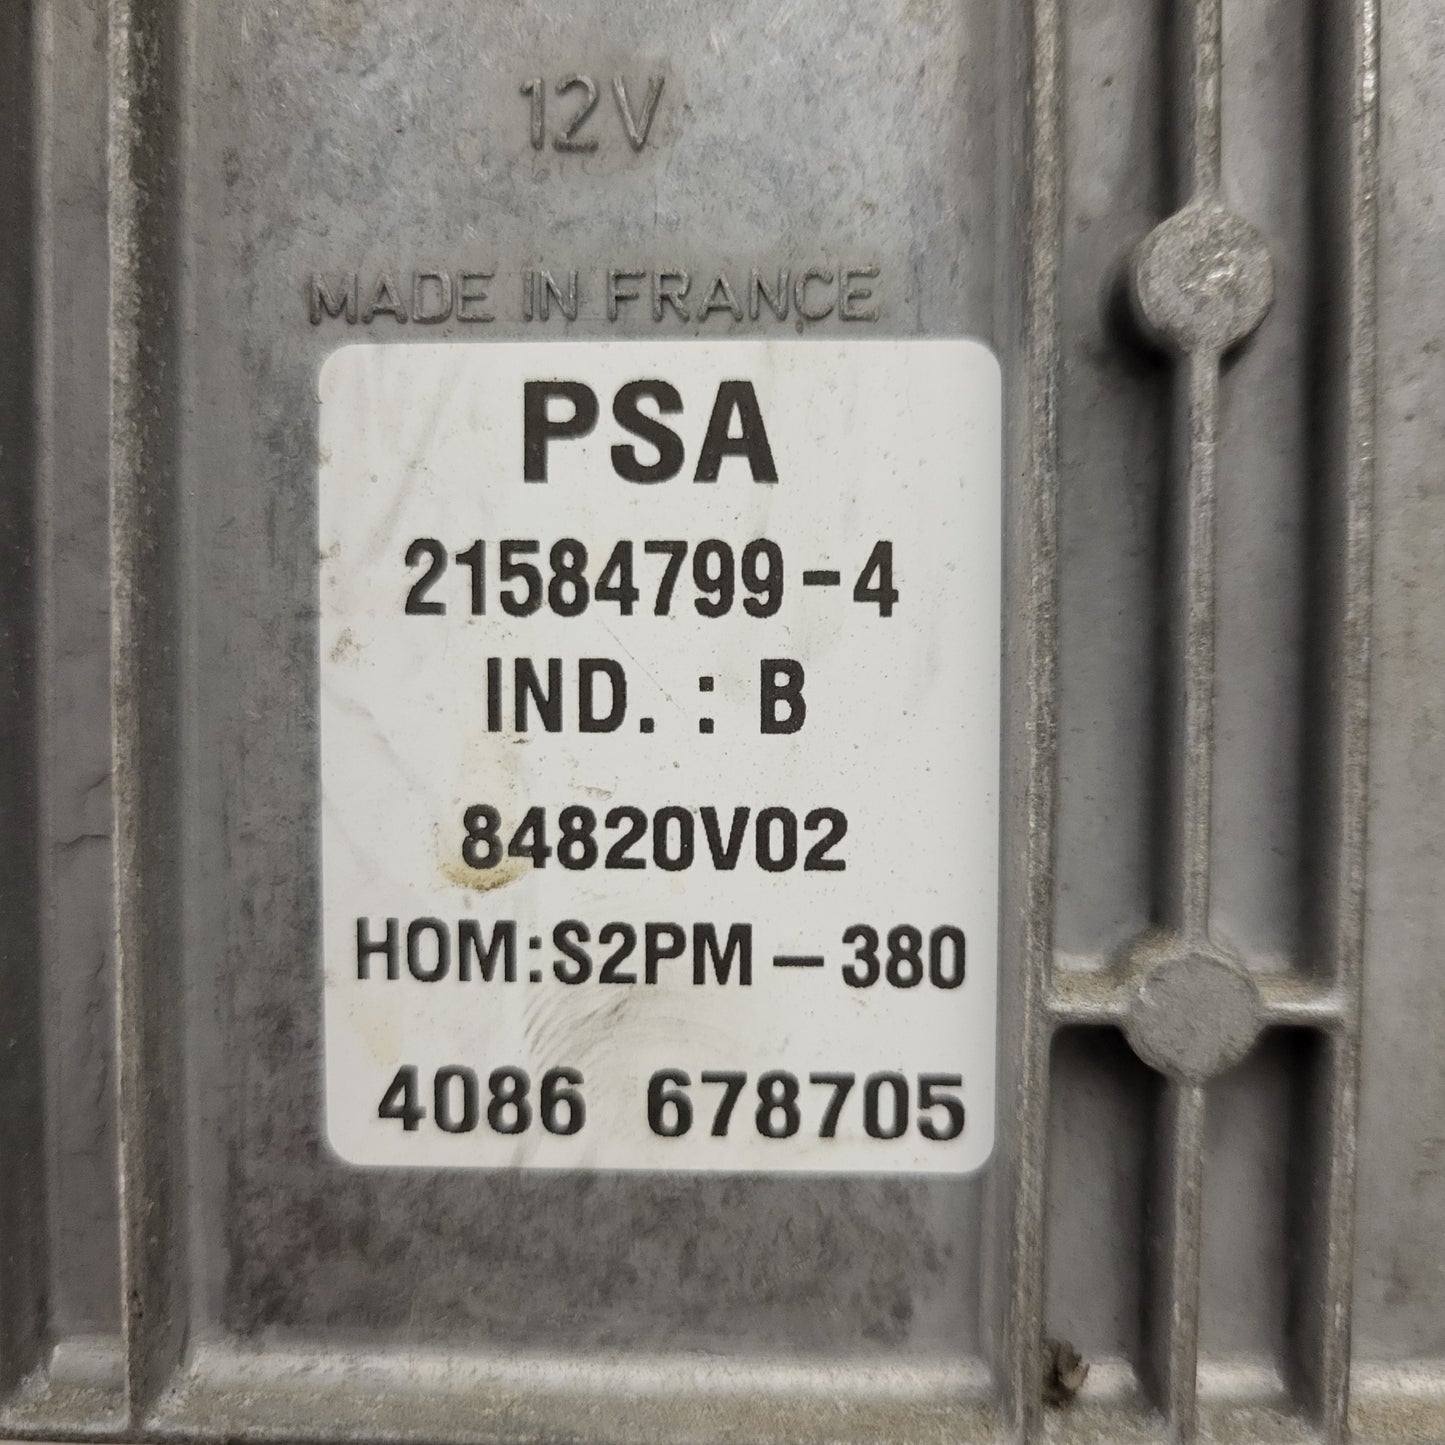 12V
MADE IN FRANCE
PSA
21584799-4
IND. : B
84820V02
HOM:S2PM-380
4086 678705